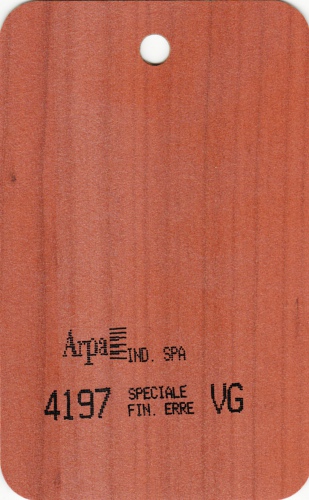 Arpa IND. SPA
4197 SPECIALE VG
FIN. ERRE